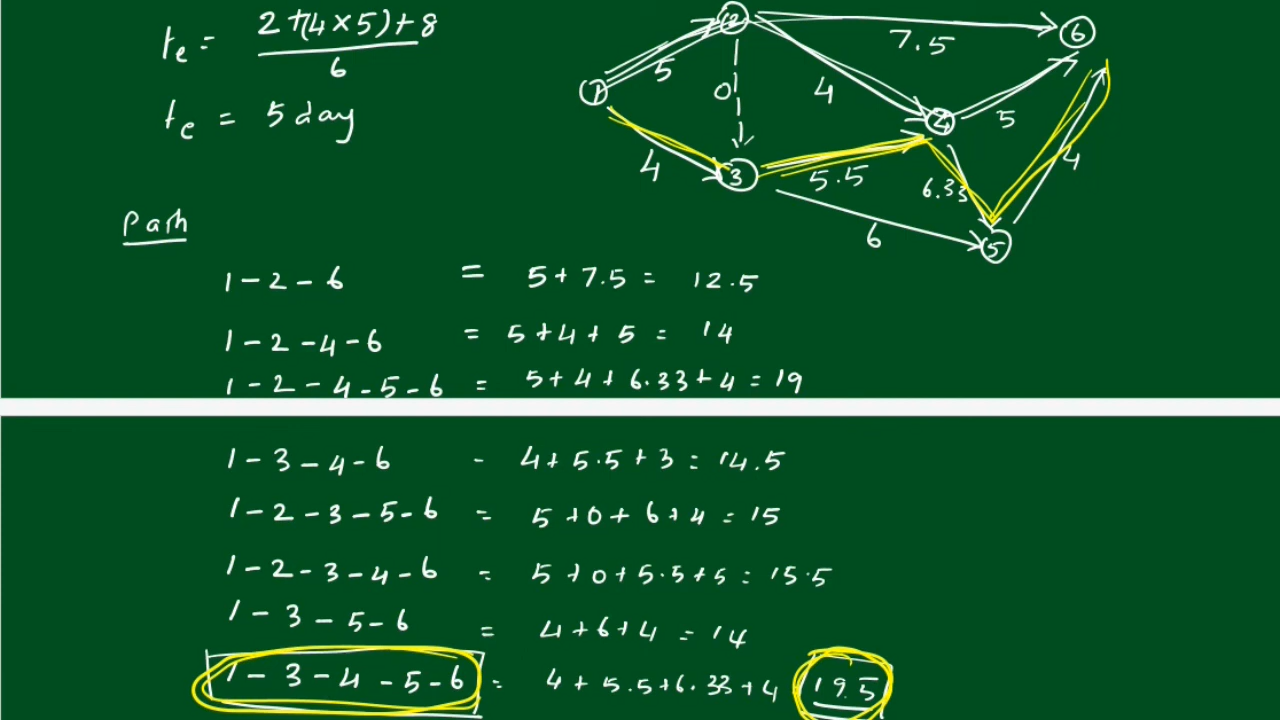 te = 2+(4×5)+8 / 6
te = 5 day
1
2
3
4
5
6
5
4
0
7.5
4
5.5
6
6.33
5
4
Path
1-2-6 = 5+7.5 = 12.5
1-2-4-6 = 5+4+5 = 14
1-2-4-5-6 = 5+4+6.33+4 = 19
1-3-4-6 - 4+5.5+3 = 14.5
1-2-3-5-6 = 5+0+6+4 = 15
1-2-3-4-6 = 5+0+5.5+5 = 15.5
1-3-5-6 = 4+6+4 = 14
1-3-4-5-6 = 4+5.5+6.33+4 19.5